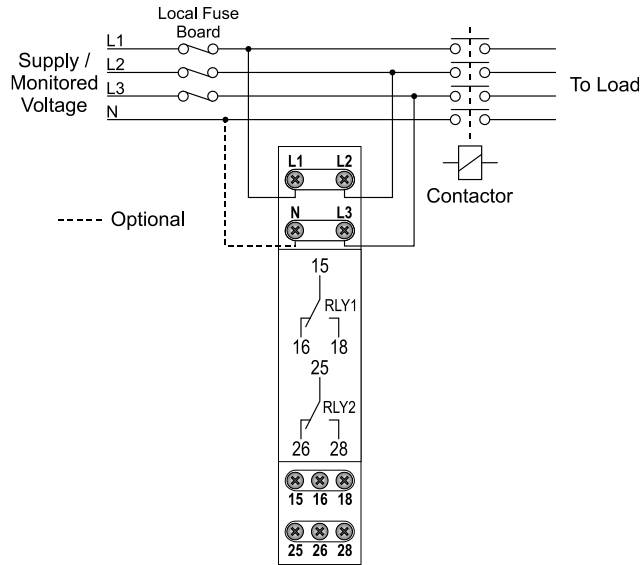 Local Fuse
Board
Supply /
Monitored
Voltage
L1
L2
L3
N
To Load
Contactor
Optional
L1 L2
N L3
15
RLY1
16 18
25
RLY2
26 28
15 16 18
25 26 28